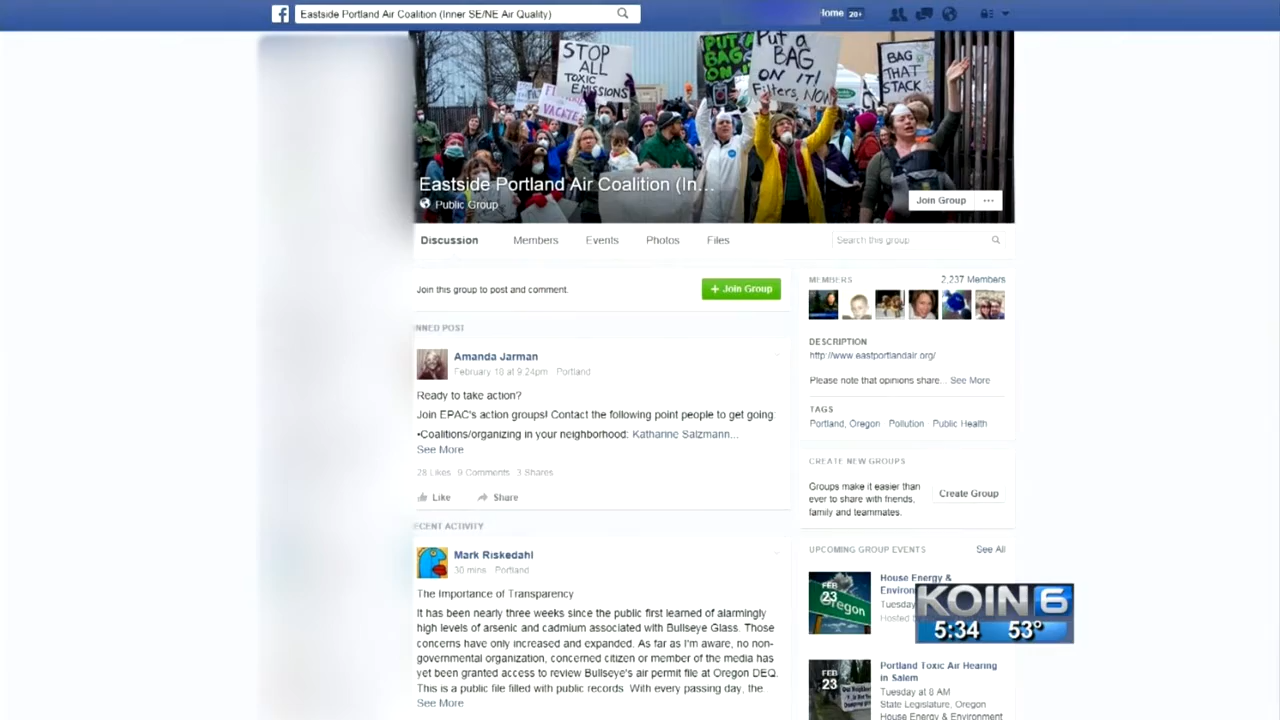 Eastside Portland Air Coalition (Inner SE/NE Air Quality)
Home 20+
STOP
ALL
TOXIC
EMISSIONS
PUT A
BAG
ON IT
Put a
BAG
ON IT!
Filters, NOW
BAG
THAT
STACK
Eastside Portland Air Coalition (In...
Public Group
Join Group
Discussion Members Events Photos Files
Search this group
Join this group to post and comment.
+ Join Group
INNED POST
Amanda Jarman
February 18 at 9:24pm Portland
Ready to take action?
Join EPAC's action groups! Contact the following point people to get going:
•Coalitions/organizing in your neighborhood: Katharine Salzmann...
See More
28 Likes 9 Comments 3 Shares
Like Share
ECENT ACTIVITY
Mark Riskedahl
30 mins Portland
The Importance of Transparency
It has been nearly three weeks since the public first learned of alarmingly
high levels of arsenic and cadmium associated with Bullseye Glass. Those
concerns have only increased and expanded. As far as I'm aware, no non-
governmental organization, concerned citizen or member of the media has
yet been granted access to review Bullseye's air permit file at Oregon DEQ.
This is a public file filled with public records. With every passing day, the
See More
MEMBERS 2,237 Members
DESCRIPTION
http://www.eastportlandair.org/
Please note that opinions share... See More
TAGS
Portland, Oregon Pollution Public Health
CREATE NEW GROUPS
Groups make it easier than
ever to share with friends,
family and teammates.
Create Group
UPCOMING GROUP EVENTS See All
FEB
23
Oregon
House Energy &
Environ
Tuesday
Hosted b
FEB
23
Portland Toxic Air Hearing
in Salem
Tuesday at 8 AM
State Legislature, Oregon
House Energy & Environment
KOIN 6
5:34 53°